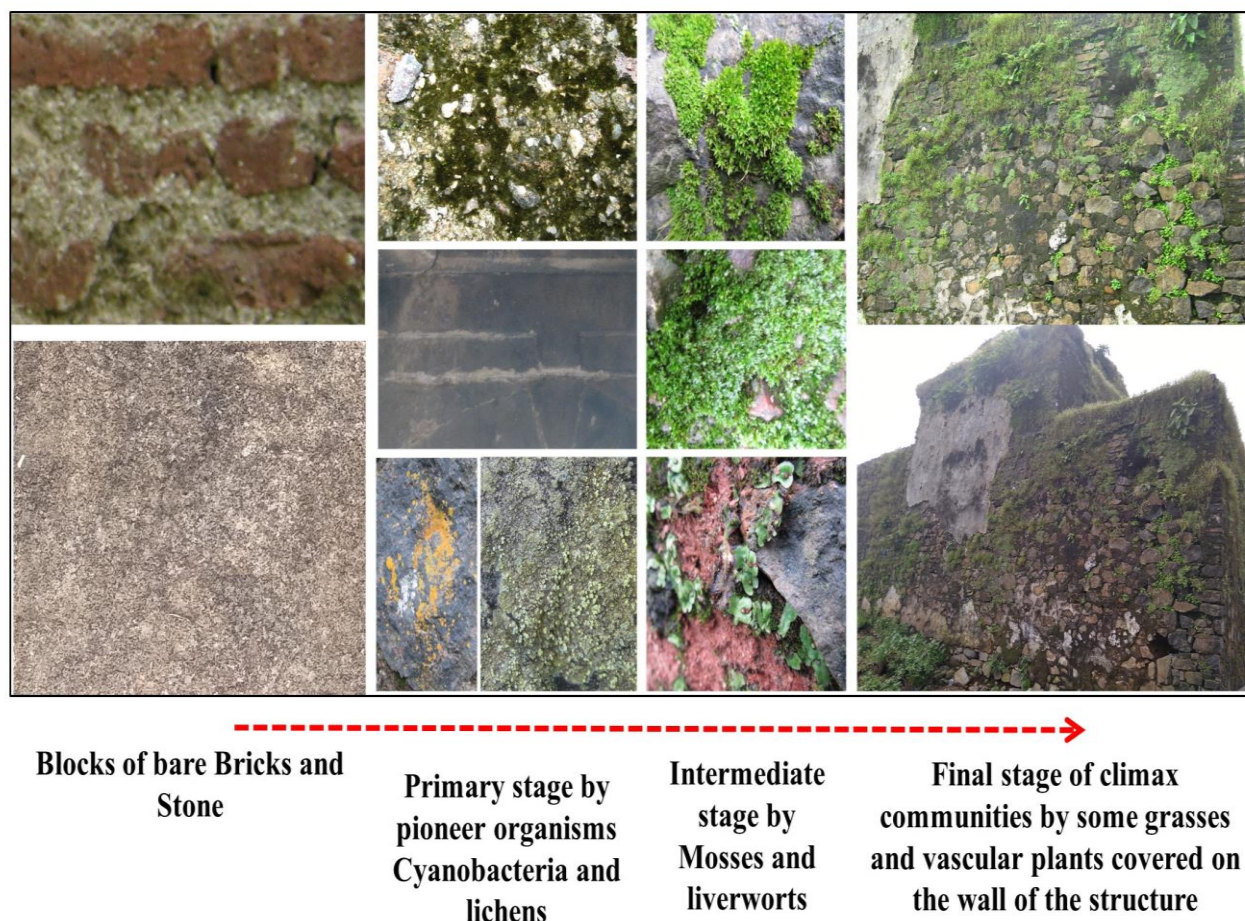 Blocks of bare Bricks and
Stone
Primary stage by
pioneer organisms
Cyanobacteria and
lichens
Intermediate
stage by
Mosses and
liverworts
Final stage of climax
communities by some grasses
and vascular plants covered on
the wall of the structure